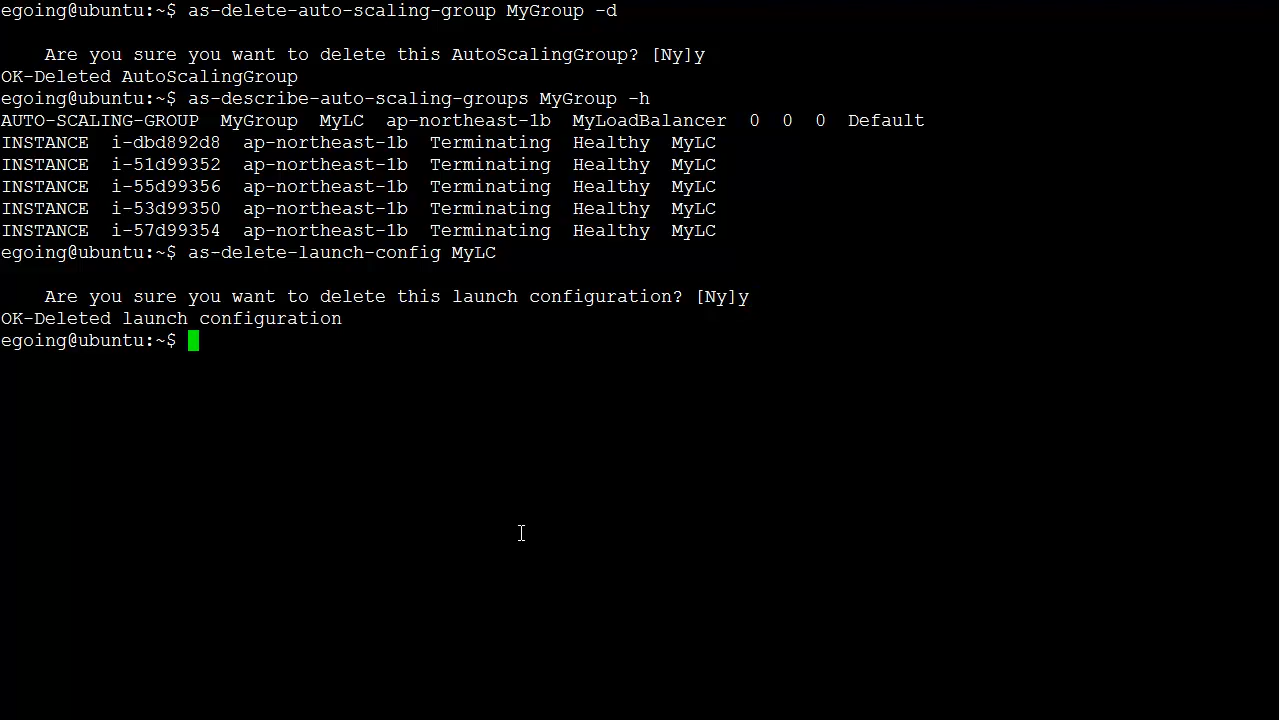 egoing@ubuntu:~$ as-delete-auto-scaling-group MyGroup -d
Are you sure you want to delete this AutoScalingGroup? [Ny]y
OK-Deleted AutoScalingGroup
egoing@ubuntu:~$ as-describe-auto-scaling-groups MyGroup -h
AUTO-SCALING-GROUP  MyGroup  MyLC  ap-northeast-1b  MyLoadBalancer  0  0  0  Default
INSTANCE  i-dbd892d8  ap-northeast-1b  Terminating  Healthy  MyLC
INSTANCE  i-51d99352  ap-northeast-1b  Terminating  Healthy  MyLC
INSTANCE  i-55d99356  ap-northeast-1b  Terminating  Healthy  MyLC
INSTANCE  i-53d99350  ap-northeast-1b  Terminating  Healthy  MyLC
INSTANCE  i-57d99354  ap-northeast-1b  Terminating  Healthy  MyLC
egoing@ubuntu:~$ as-delete-launch-config MyLC
Are you sure you want to delete this launch configuration? [Ny]y
OK-Deleted launch configuration
egoing@ubuntu:~$